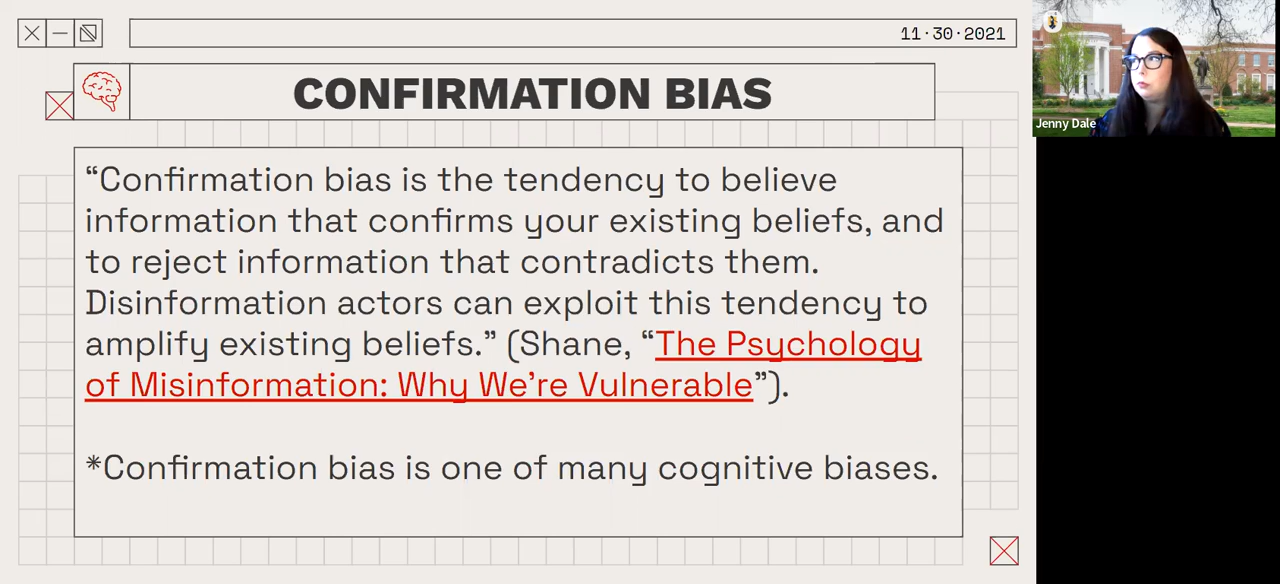 11·30·2021
CONFIRMATION BIAS
“Confirmation bias is the tendency to believe
information that confirms your existing beliefs, and
to reject information that contradicts them.
Disinformation actors can exploit this tendency to
amplify existing beliefs.” (Shane, “The Psychology
of Misinformation: Why We’re Vulnerable”).
*Confirmation bias is one of many cognitive biases.
Jenny Dale